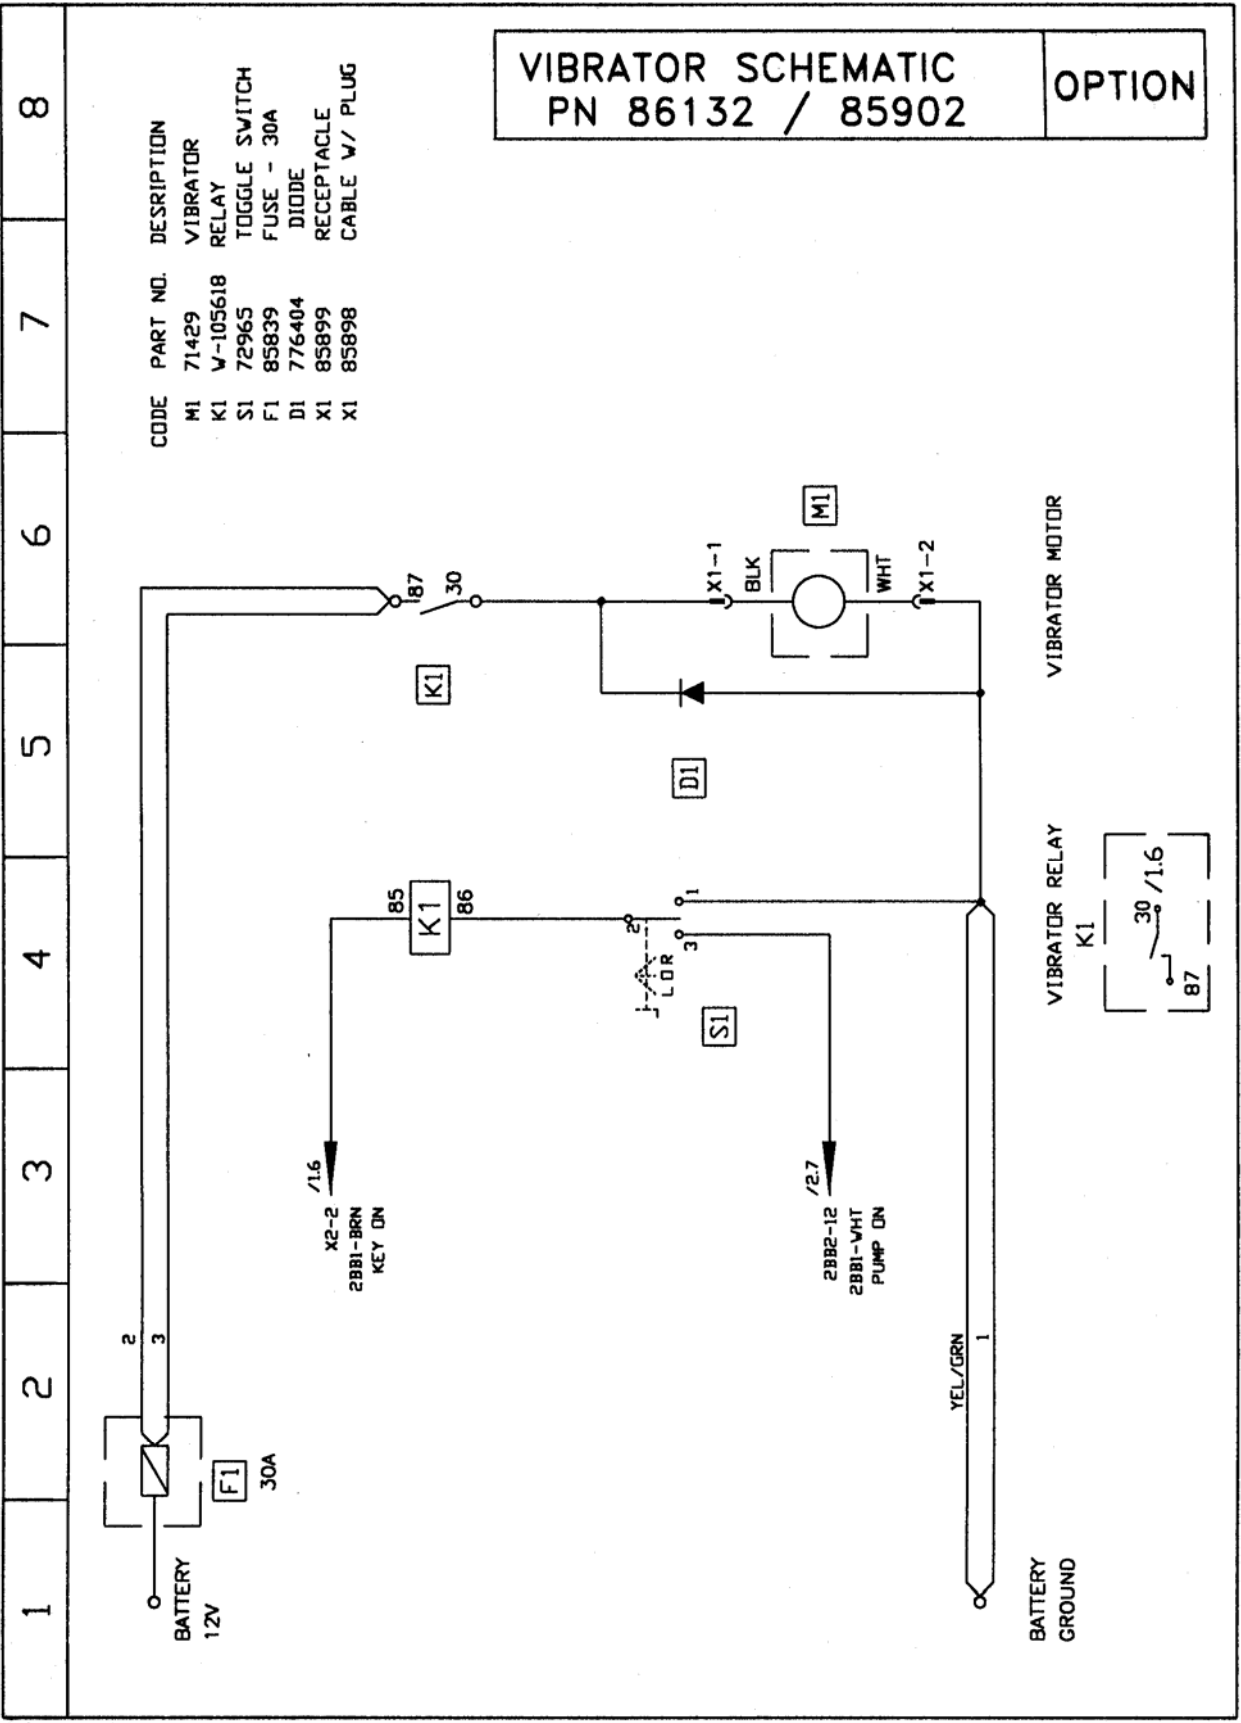 VIBRATOR SCHEMATIC
PN 86132 / 85902
OPTION
1
2
3
4
5
6
7
8
CODE PART NO. DESRIPTION
M1 71429 VIBRATOR
K1 W-105618 RELAY
S1 72965 TOGGLE SWITCH
F1 85839 FUSE - 30A
D1 776404 DIODE
X1 85899 RECEPTACLE
X1 85898 CABLE W/ PLUG
BATTERY
12V
F1
30A
2
3
87
30
K1
X1-1
BLK
M1
WHT
X1-2
D1
85
K1
86
2
1
3
L O R
S1
/1.6
X2-2
2BB1-BRN
KEY ON
/2.7
2BB2-12
2BB1-WHT
PUMP ON
YEL/GRN
1
BATTERY
GROUND
VIBRATOR RELAY
K1
30 /1.6
87
VIBRATOR MOTOR